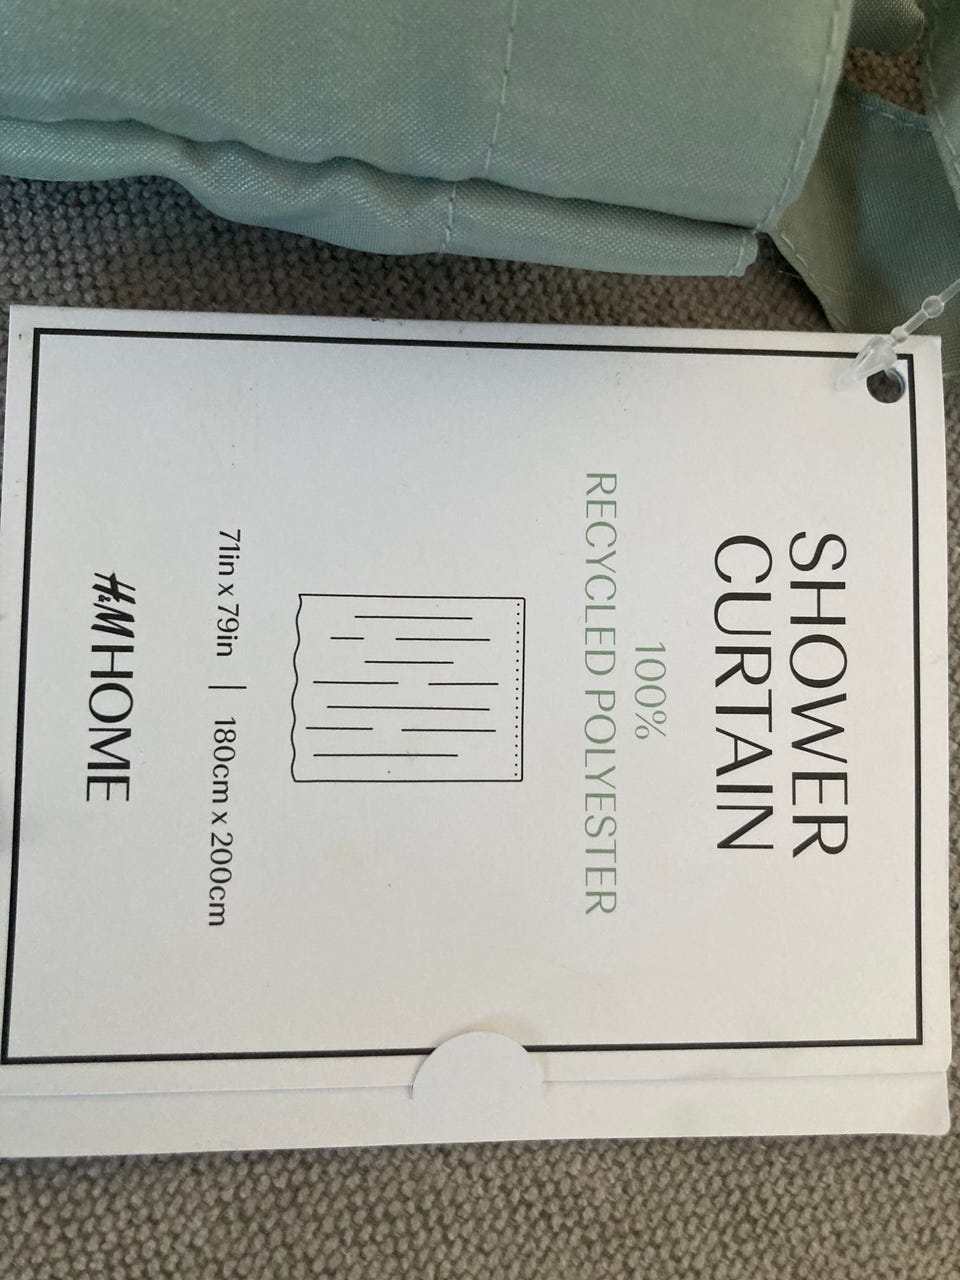 SHOWER
CURTAIN
100%
RECYCLED POLYESTER
71in x 79in | 180cm x 200cm
H&M HOME